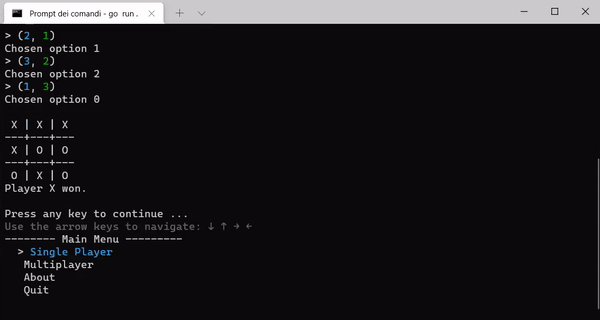 Prompt dei comandi - go run .
> (2, 1)
Chosen option 1
> (3, 2)
Chosen option 2
> (1, 3)
Chosen option 0
X | X | X
---+---+---
X | O | O
---+---+---
O | X | O
Player X won.
Press any key to continue ...
Use the arrow keys to navigate: ↓ ↑ → ←
-------- Main Menu ---------
> Single Player
Multiplayer
About
Quit